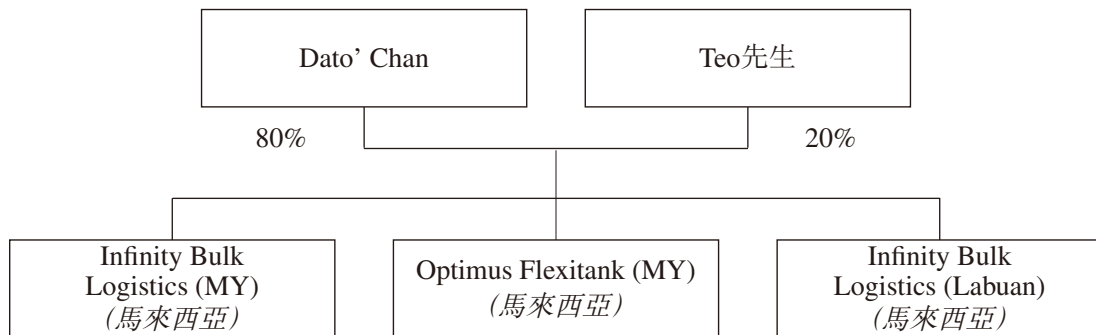 Dato’ Chan
Teo先生
80%
20%
Infinity Bulk
Logistics (MY)
(馬來西亞)
Optimus Flexitank (MY)
(馬來西亞)
Infinity Bulk
Logistics (Labuan)
(馬來西亞)